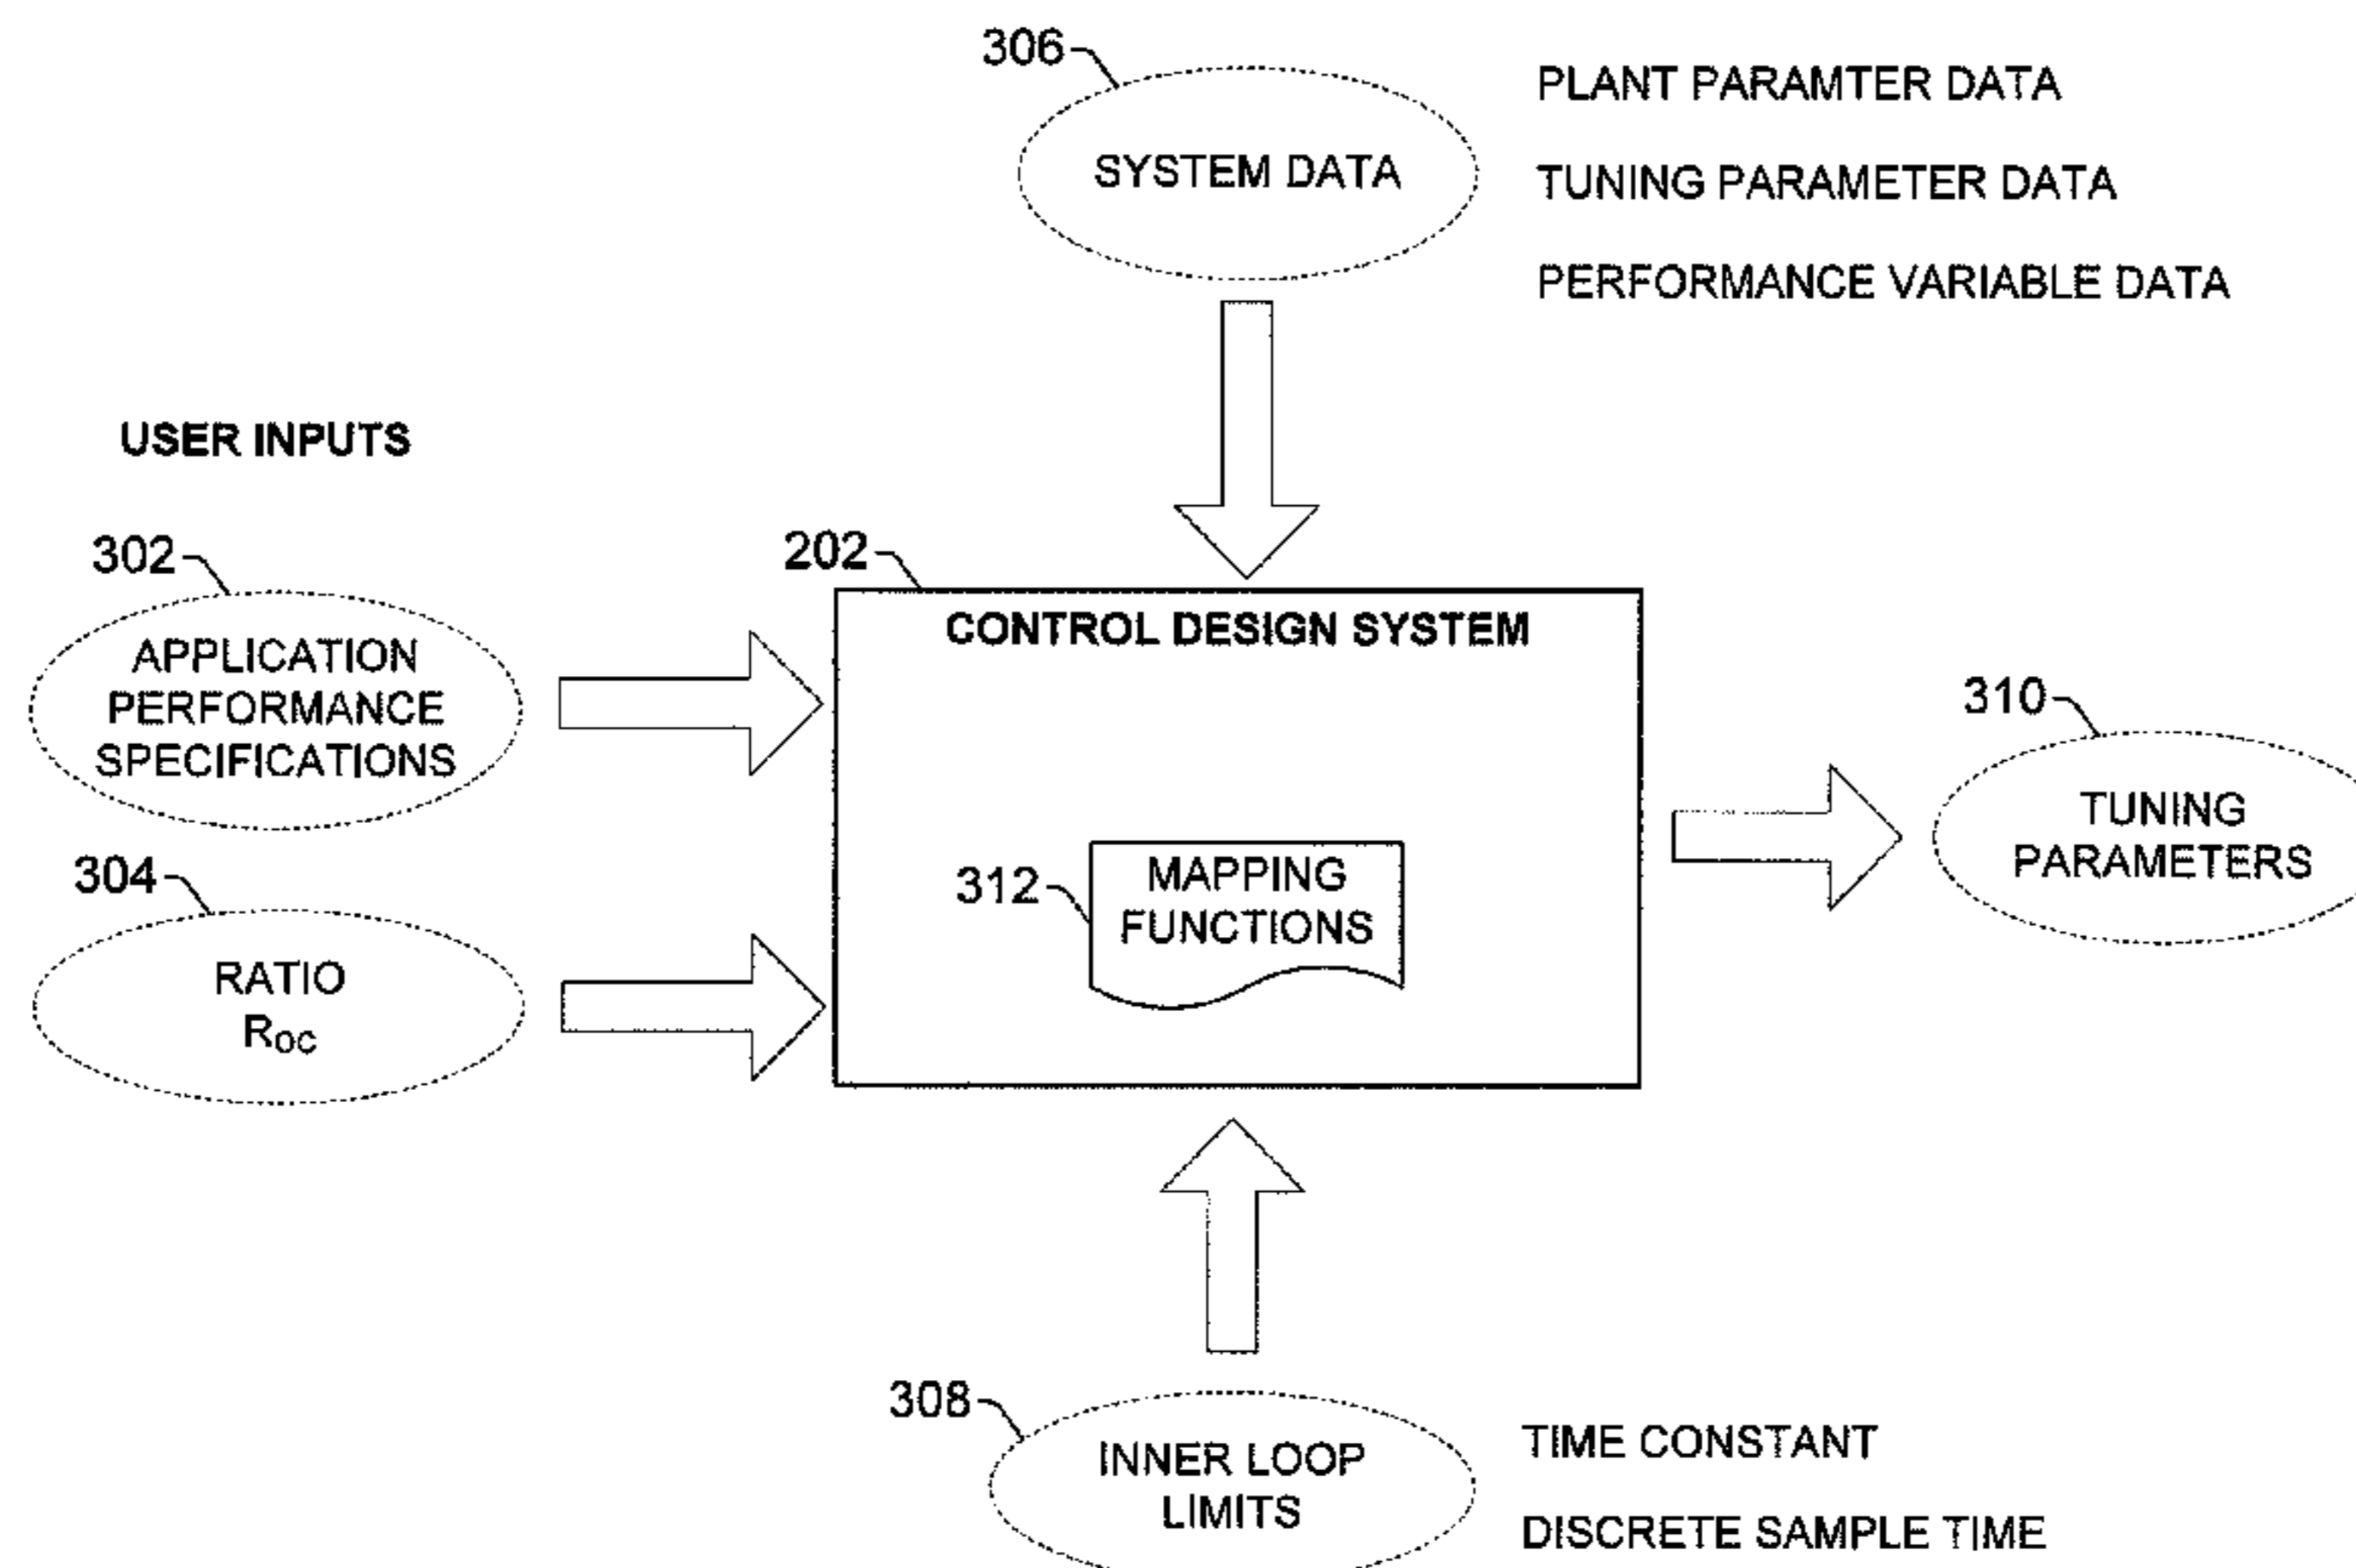 306
SYSTEM DATA
PLANT PARAMTER DATA
TUNING PARAMETER DATA
PERFORMANCE VARIABLE DATA
USER INPUTS
302
APPLICATION
PERFORMANCE
SPECIFICATIONS
304
RATIO
ROC
202
CONTROL DESIGN SYSTEM
312
MAPPING
FUNCTIONS
310
TUNING
PARAMETERS
308
INNER LOOP
LIMITS
TIME CONSTANT
DISCRETE SAMPLE TIME